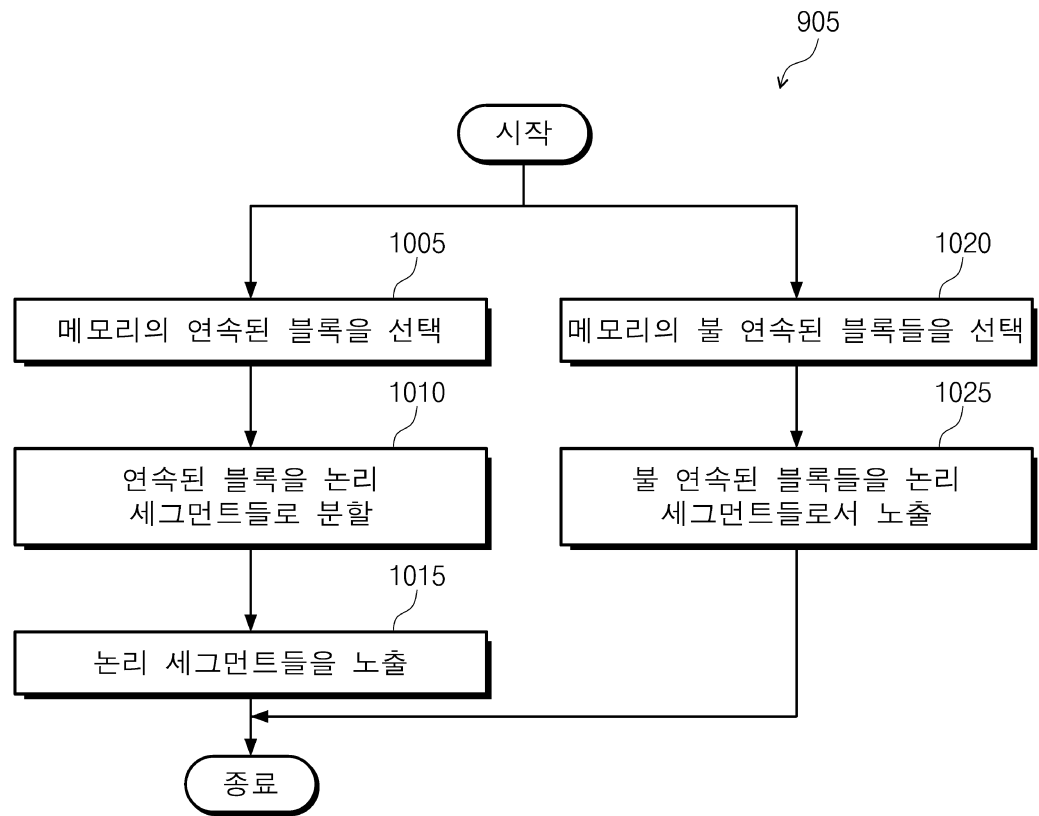 905
시작
1005
메모리의 연속된 블록을 선택
1010
연속된 블록을 논리
세그먼트들로 분할
1015
논리 세그먼트들을 노출
1020
메모리의 불 연속된 블록들을 선택
1025
불 연속된 블록들을 논리
세그먼트들로서 노출
종료